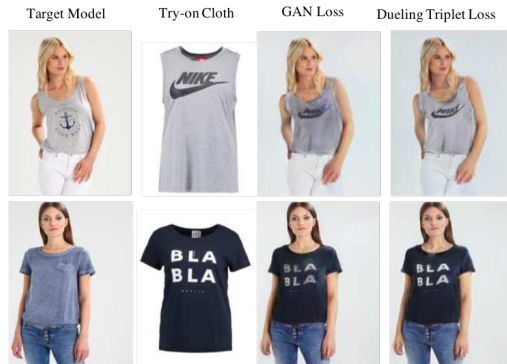 Target Model
Try-on Cloth
GAN Loss
Dueling Triplet Loss
NIKE
BLA
BLA
BLA
BLA
BLA
BLA